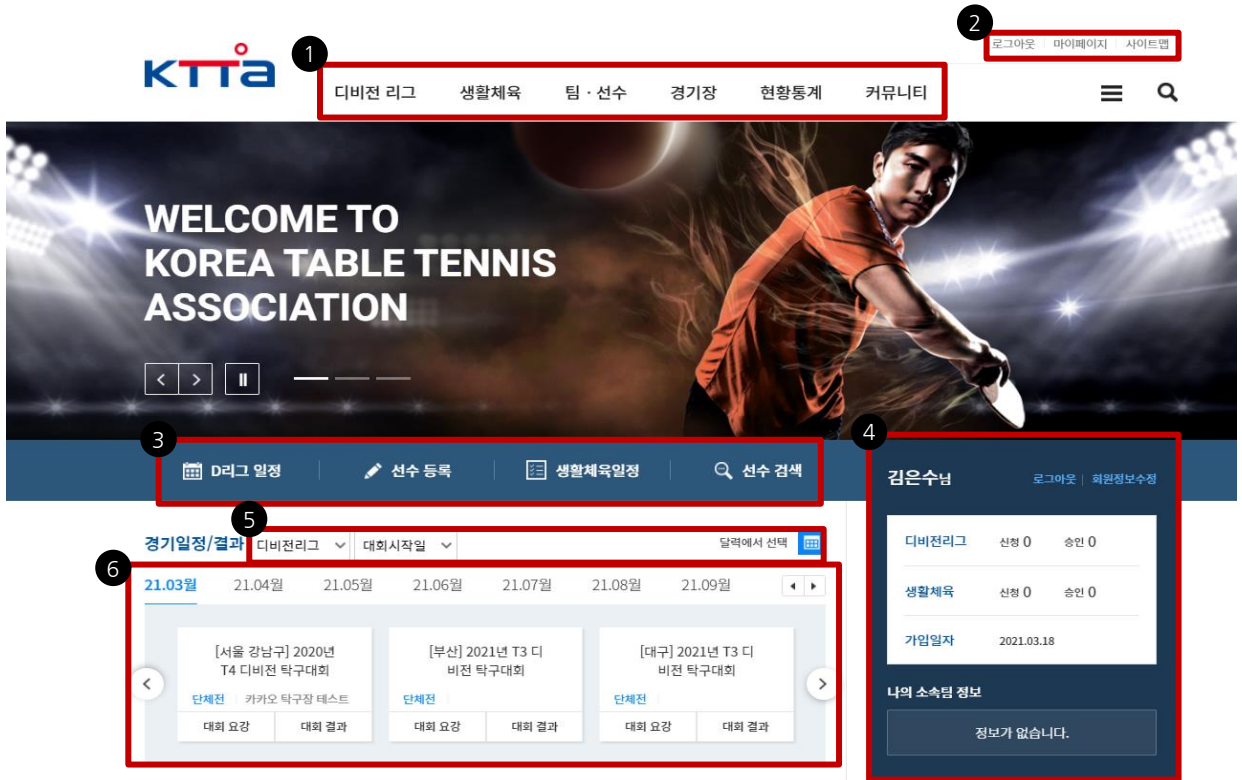 2
로그아웃 마이페이지 사이트맵
KTTA
1
디비전 리그 생활체육 팀 · 선수 경기장 현황통계 커뮤니티
WELCOME TO
KOREA TABLE TENNIS
ASSOCIATION
3
D리그 일정 선수 등록 생활체육일정 선수 검색
4
김은수님 로그아웃 회원정보수정
디비전리그 신청 0 승인 0
생활체육 신청 0 승인 0
가입일자 2021.03.18
나의 소속팀 정보
정보가 없습니다.
5
경기일정/결과 디비전리그 대회시작일 달력에서 선택
6
21.03월 21.04월 21.05월 21.06월 21.07월 21.08월 21.09월
[서울 강남구] 2020년
T4 디비전 탁구대회
단체전 카카오 탁구장 테스트
대회 요강 대회 결과
[부산] 2021년 T3 디
비전 탁구대회
단체전
대회 요강 대회 결과
[대구] 2021년 T3 디
비전 탁구대회
단체전
대회 요강 대회 결과